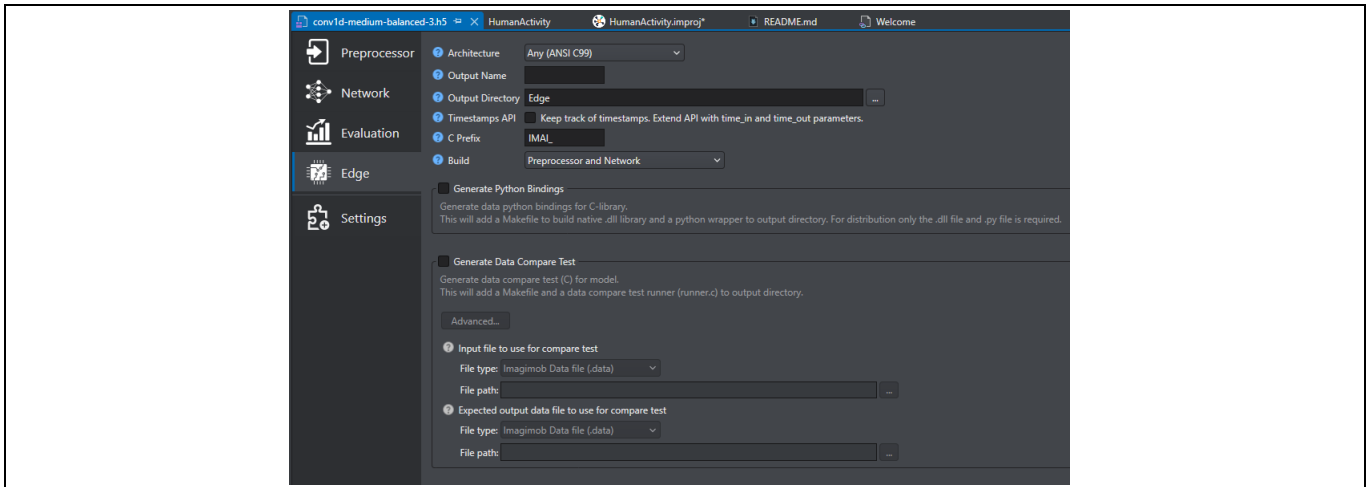 conv1d-medium-balanced-3.h5 HumanActivity HumanActivity.improj* README.md Welcome
Preprocessor
Network
Evaluation
Edge
Settings
Architecture Any (ANSI C99)
Output Name
Output Directory Edge ...
Timestamps API Keep track of timestamps. Extend API with time_in and time_out parameters.
C Prefix IMAI_
Build Preprocessor and Network
Generate Python Bindings
Generate data python bindings for C-library.
This will add a Makefile to build native .dll library and a python wrapper to output directory. For distribution only the .dll file and .py file is required.
Generate Data Compare Test
Generate data compare test (C) for model.
This will add a Makefile and a data compare test runner (runner.c) to output directory.
Advanced...
Input file to use for compare test
File type: Imagimob Data file (.data)
File path: ...
Expected output data file to use for compare test
File type: Imagimob Data file (.data)
File path: ...